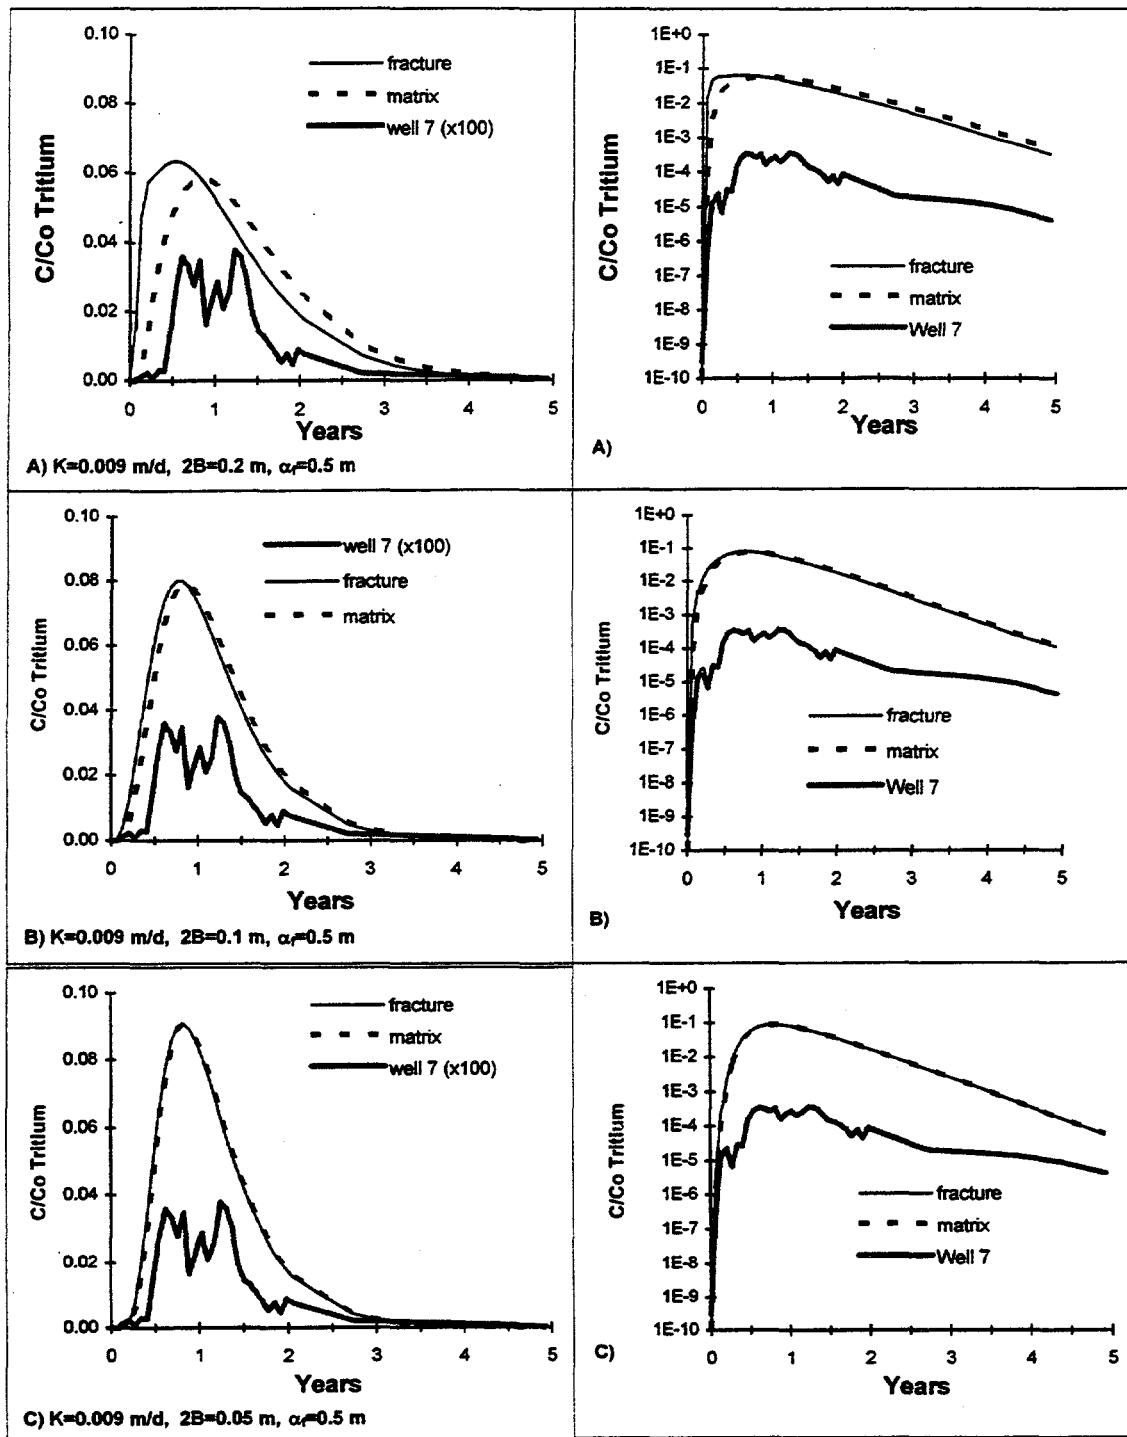 0.10
0.08
0.06
0.04
0.02
0.00
C/Co Tritium
fracture
matrix
well 7 (x100)
0 1 2 3 4 5
Years
A) K=0.009 m/d, 2B=0.2 m, αf=0.5 m
1E+0
1E-1
1E-2
1E-3
1E-4
1E-5
1E-6
1E-7
1E-8
1E-9
1E-10
C/Co Tritium
fracture
matrix
Well 7
0 1 2 3 4 5
Years
A)
0.10
0.08
0.06
0.04
0.02
0.00
C/Co Tritium
well 7 (x100)
fracture
matrix
0 1 2 3 4 5
Years
B) K=0.009 m/d, 2B=0.1 m, αf=0.5 m
1E+0
1E-1
1E-2
1E-3
1E-4
1E-5
1E-6
1E-7
1E-8
1E-9
1E-10
C/Co Tritium
fracture
matrix
Well 7
0 1 2 3 4 5
Years
B)
0.10
0.08
0.06
0.04
0.02
0.00
C/Co Tritium
fracture
matrix
well 7 (x100)
0 1 2 3 4 5
Years
C) K=0.009 m/d, 2B=0.05 m, αf=0.5 m
1E+0
1E-1
1E-2
1E-3
1E-4
1E-5
1E-6
1E-7
1E-8
1E-9
1E-10
C/Co Tritium
fracture
matrix
Well 7
0 1 2 3 4 5
Years
C)